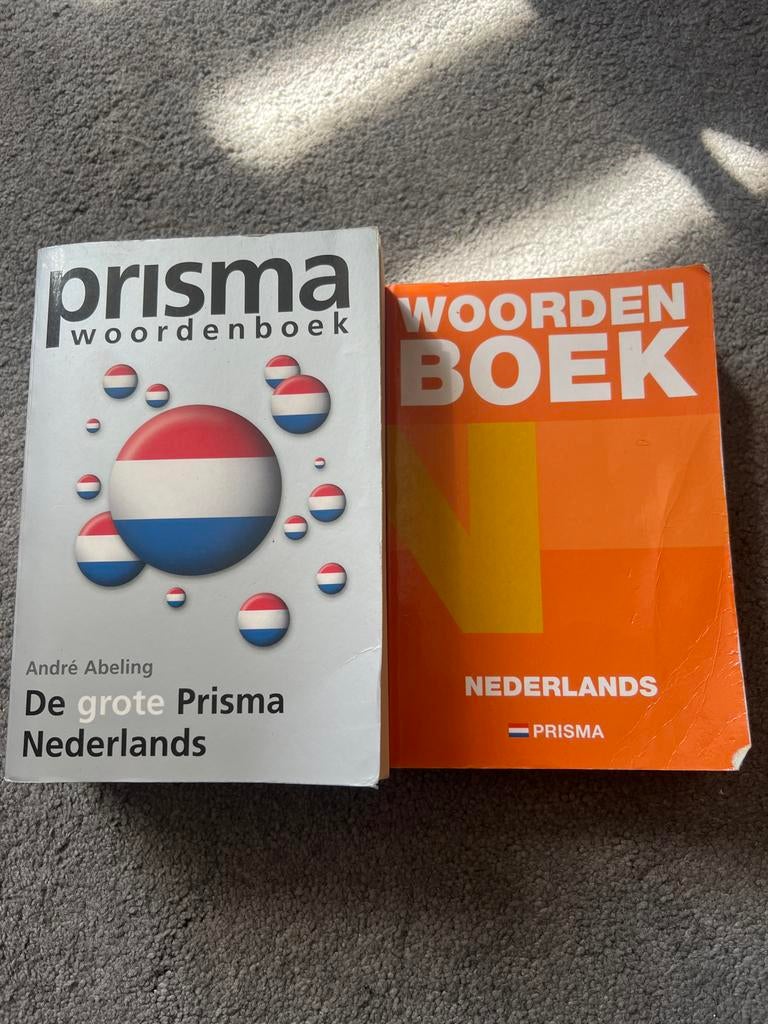 prisma
woordenboek
André Abeling
De grote Prisma
Nederlands
WOORDEN
BOEK
N
NEDERLANDS
PRISMA